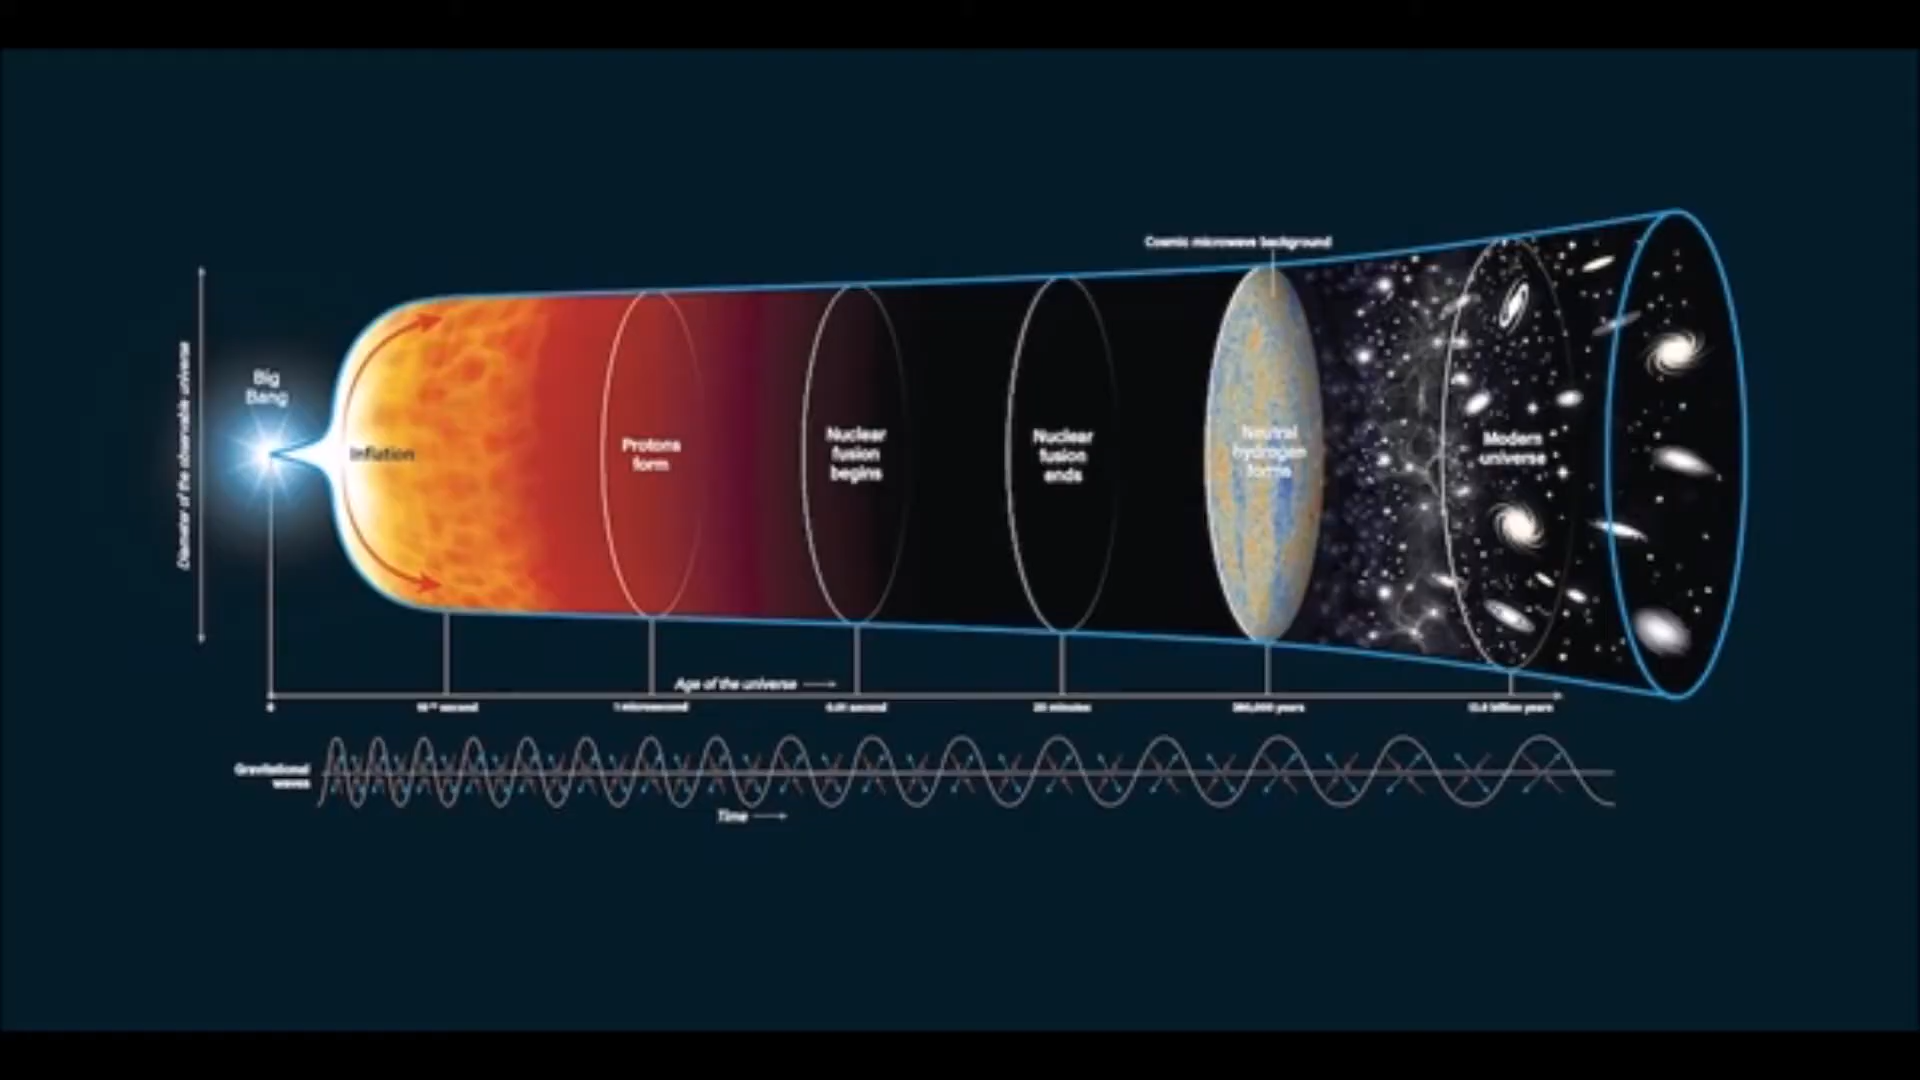 Cosmic microwave background
Diameter of the observable universe
Big
Bang
Inflation
Protons
form
Nuclear
fusion
begins
Nuclear
fusion
ends
Neutral
hydrogen
forms
Modern
universe
Age of the universe
0
second
1 microsecond
0.01 second
20 minutes
380,000 years
13.8 billion years
Gravitational
waves
Time